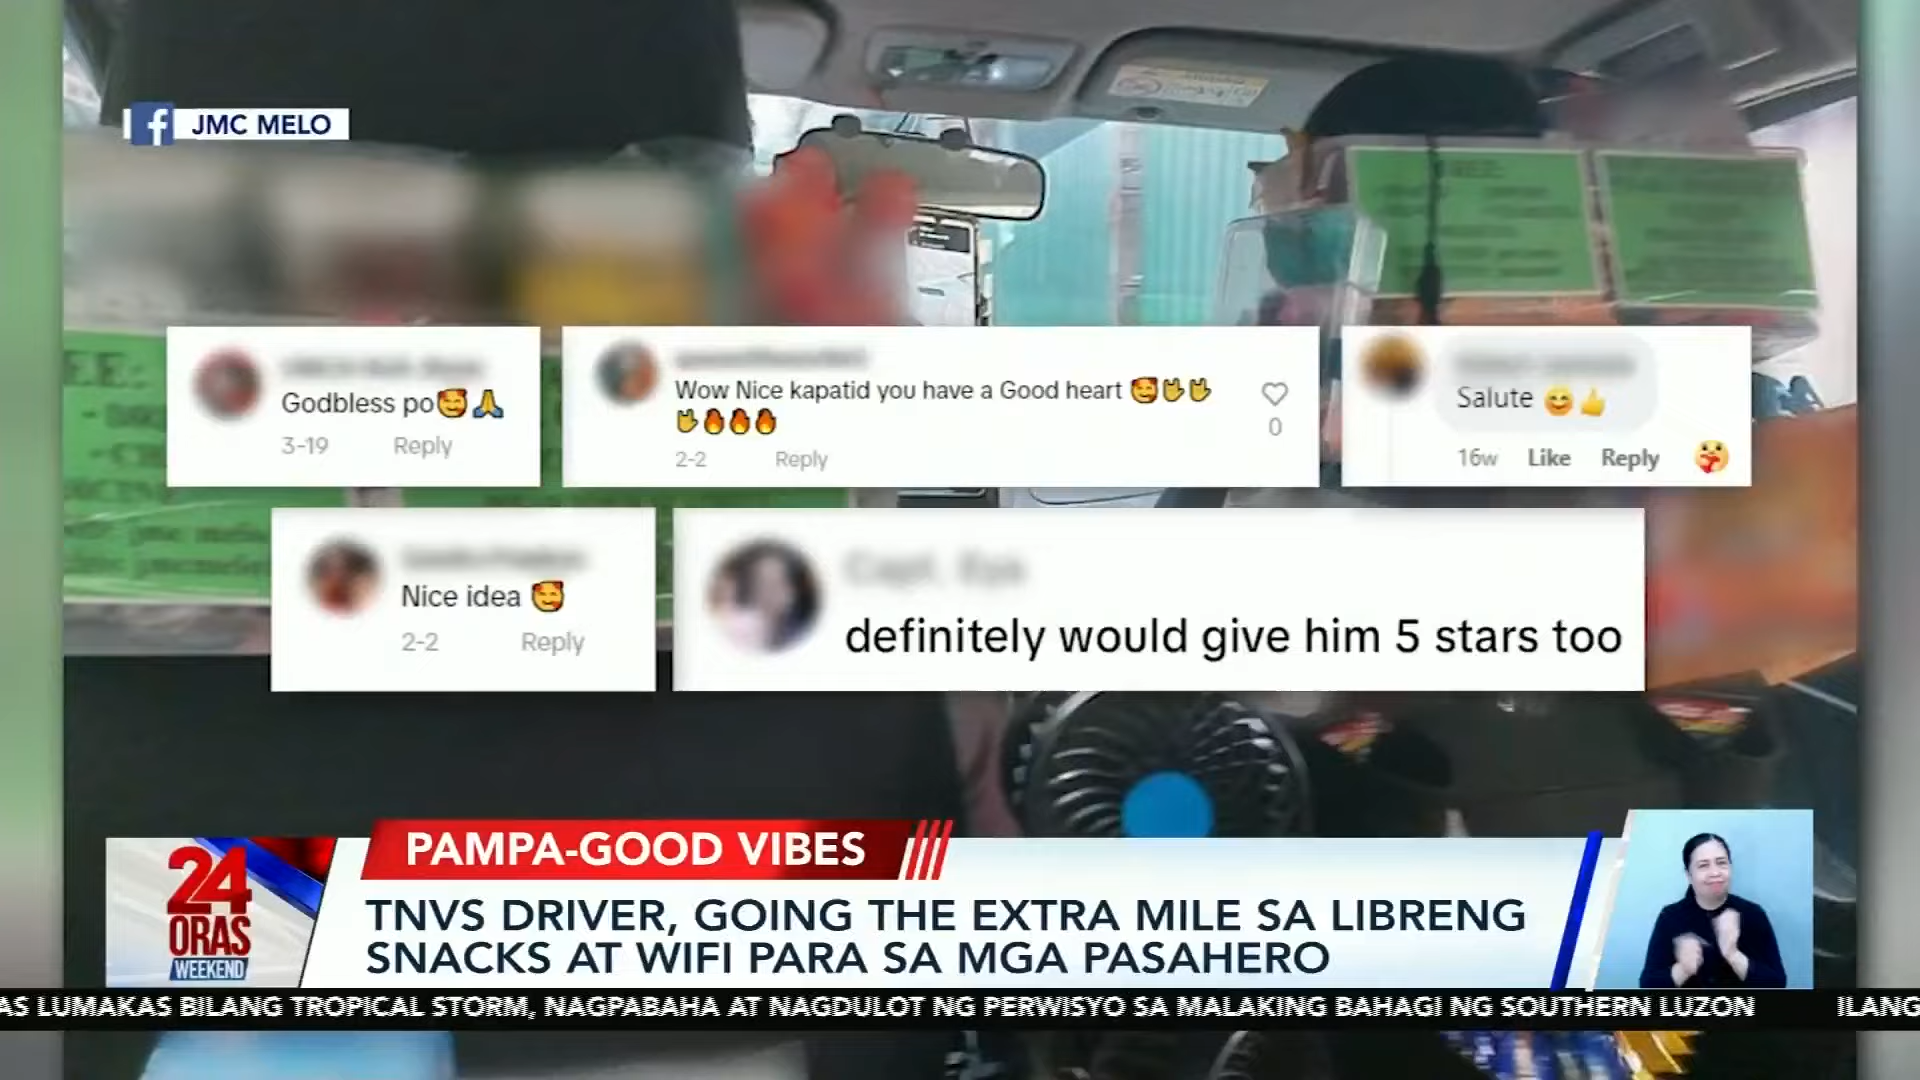 JMC MELO
Godbless po🥰🙏
3-19 Reply
Wow Nice kapatid you have a Good heart 🥰🤟🤟
🤟🔥🔥🔥
0
2-2 Reply
Salute 😊👍
16w Like Reply
Nice idea 🥰
2-2 Reply
definitely would give him 5 stars too
PAMPA-GOOD VIBES
24
ORAS
WEEKEND
TNVS DRIVER, GOING THE EXTRA MILE SA LIBRENG
SNACKS AT WIFI PARA SA MGA PASAHERO
AS LUMAKAS BILANG TROPICAL STORM, NAGPABAHA AT NAGDULOT NG PERWISYO SA MALAKING BAHAGI NG SOUTHERN LUZON ILANG